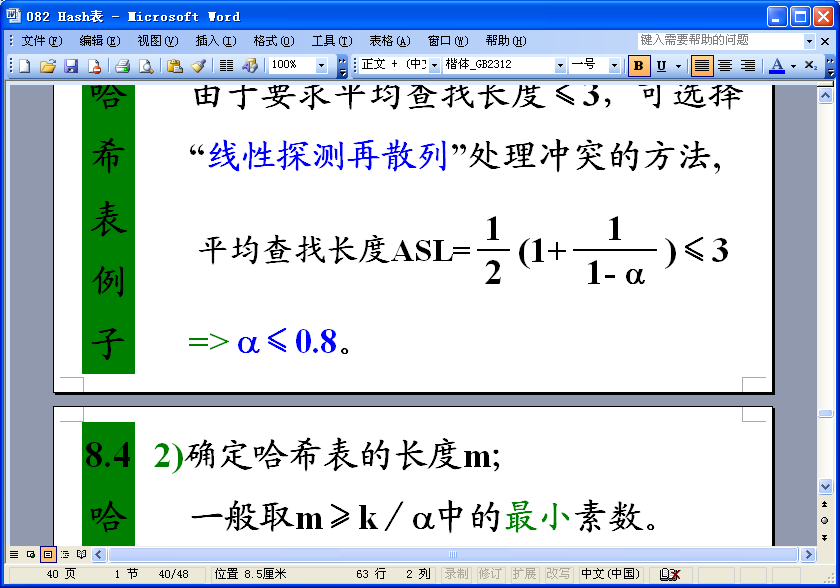 082 Hash表 - Microsoft Word
文件(F) 编辑(E) 视图(V) 插入(I) 格式(O) 工具(T) 表格(A) 窗口(W) 帮助(H) 键入需要帮助的问题
100% 正文 + (中文 楷体_GB2312 一号 B U A
哈希表例子
由于要求平均查找长度≤3，可选择
“线性探测再散列”处理冲突的方法,
平均查找长度ASL= 1/2 (1+ 1/1-α )≤3
=> α≤0.8。
8.4
哈
2)确定哈希表的长度m;
一般取m≥k/α中的最小素数。
40 页 1 节 40/48 位置 8.5厘米 63 行 2 列 录制 修订 扩展 改写 中文(中国)